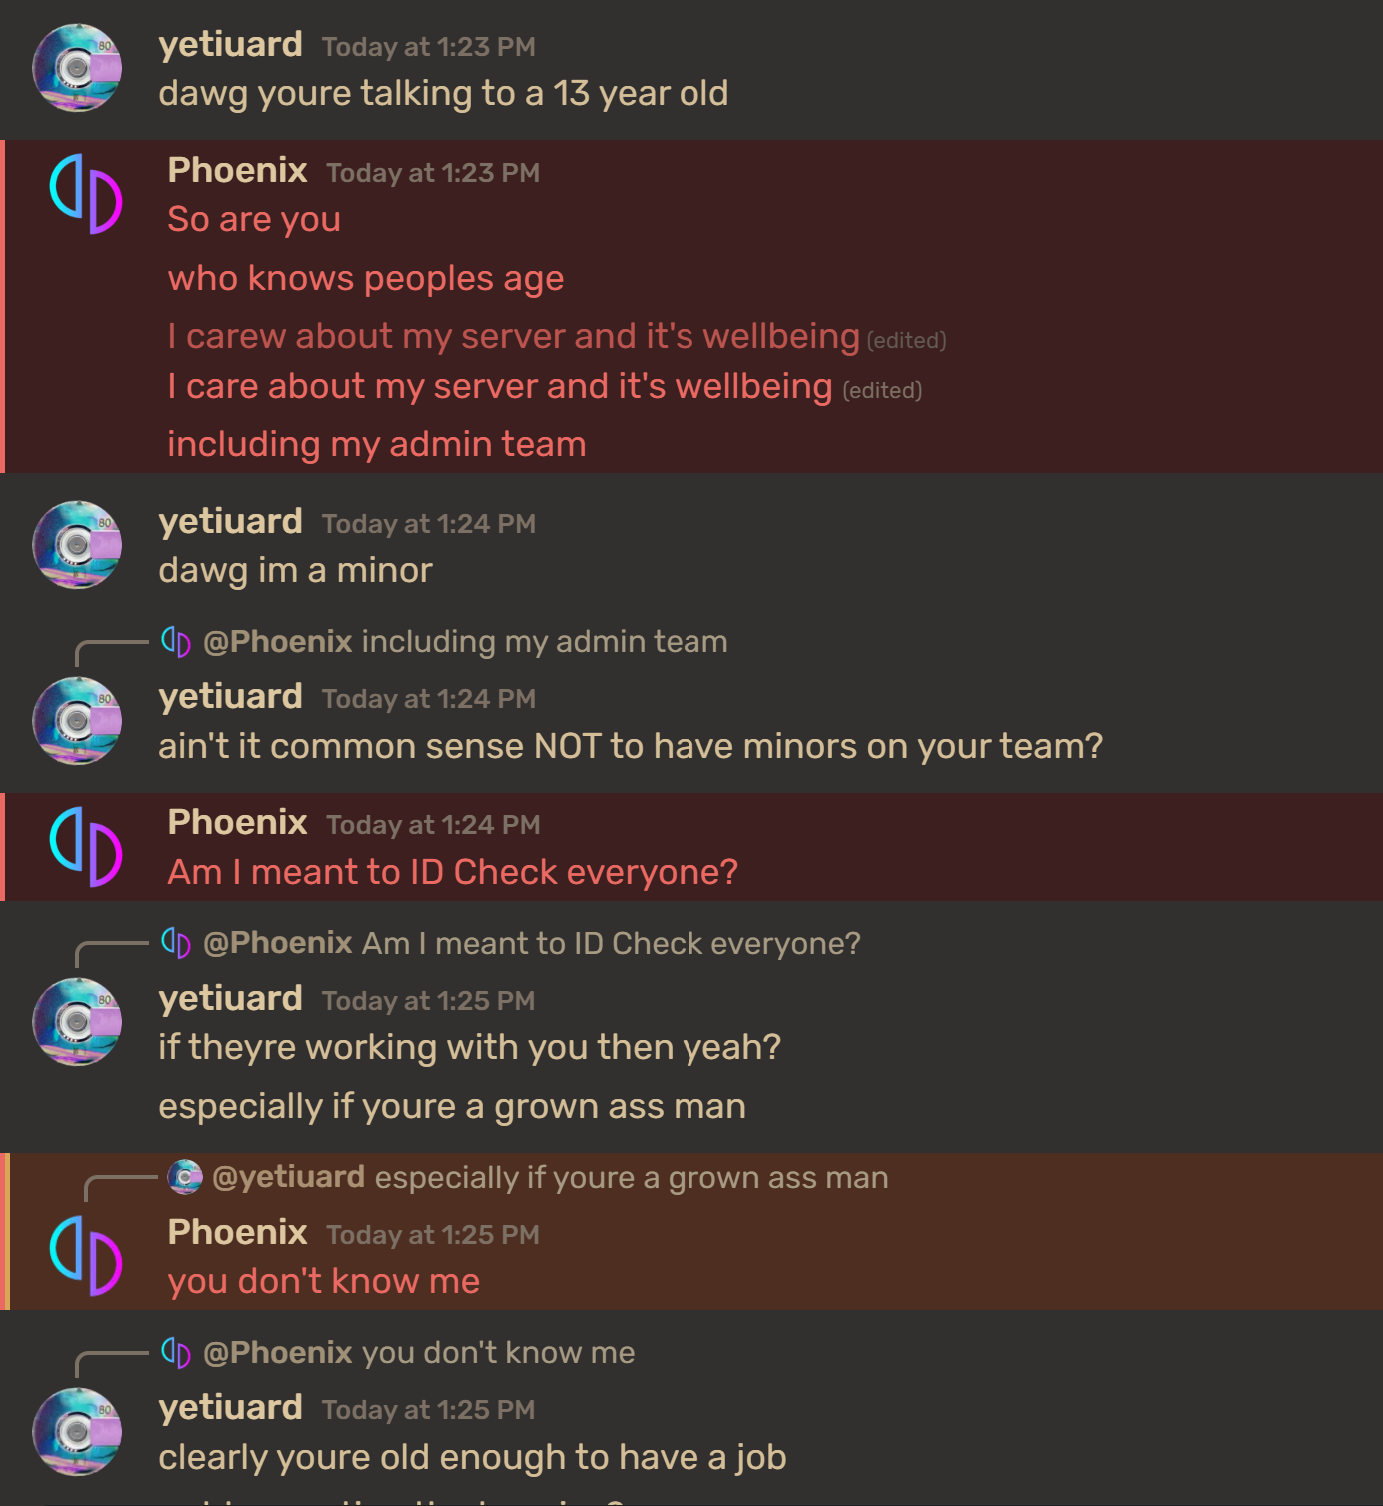 yetiuard Today at 1:23 PM
dawg youre talking to a 13 year old
Phoenix Today at 1:23 PM
So are you
who knows peoples age
I carew about my server and it's wellbeing (edited)
I care about my server and it's wellbeing (edited)
including my admin team
yetiuard Today at 1:24 PM
dawg im a minor
@Phoenix including my admin team
yetiuard Today at 1:24 PM
ain't it common sense NOT to have minors on your team?
Phoenix Today at 1:24 PM
Am I meant to ID Check everyone?
@Phoenix Am I meant to ID Check everyone?
yetiuard Today at 1:25 PM
if theyre working with you then yeah?
especially if youre a grown ass man
@yetiuard especially if youre a grown ass man
Phoenix Today at 1:25 PM
you don't know me
@Phoenix you don't know me
yetiuard Today at 1:25 PM
clearly youre old enough to have a job